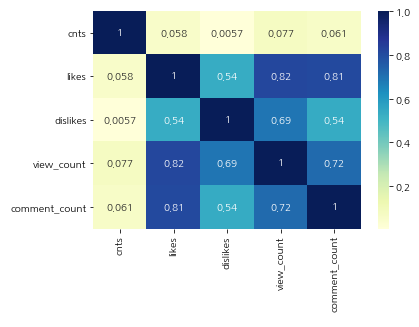 1.0
cnts 1 0,058 0,0057 0,077 0,061
0.8
likes 0,058 1 0,54 0,82 0,81
0.6
dislikes 0,0057 0,54 1 0,69 0,54
0.4
view_count 0,077 0,82 0,69 1 0,72
0.2
comment_count 0,061 0,81 0,54 0,72 1
cnts likes dislikes view_count comment_count